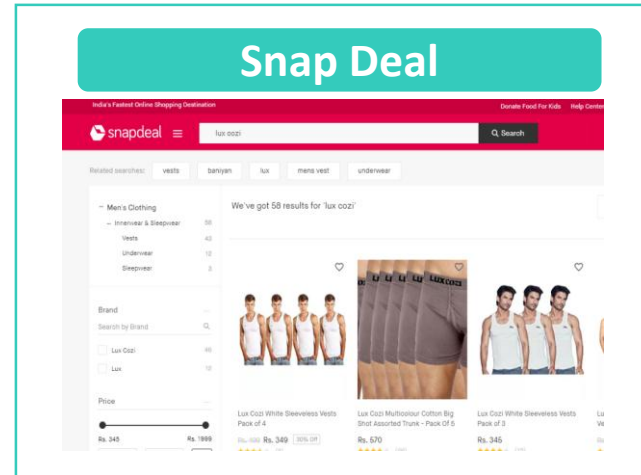 Snap Deal
India's Fastest Online Shopping Destination
Donate Food For Kids Help Center
snapdeal
lux cozi
Search
Related searches: vests baniyan lux mens vest underwear
Men's Clothing
Innerwear & Sleepwear
Vests
Underwear 12
Sleepwear
We've got 58 results for 'lux cozi'
Brand
Search by Brand
Lux Cozi
Lux
Price
Rs. 345 Rs. 1999
Lux Cozi White Sleeveless Vests
Pack of 4
Rs. 349 30% Off
Lux Cozi Multicolour Cotton Big
Shot Assorted Trunk - Pack Of 5
Rs. 570
Lux Cozi White Sleeveless Vests
Pack of 3
Rs. 345